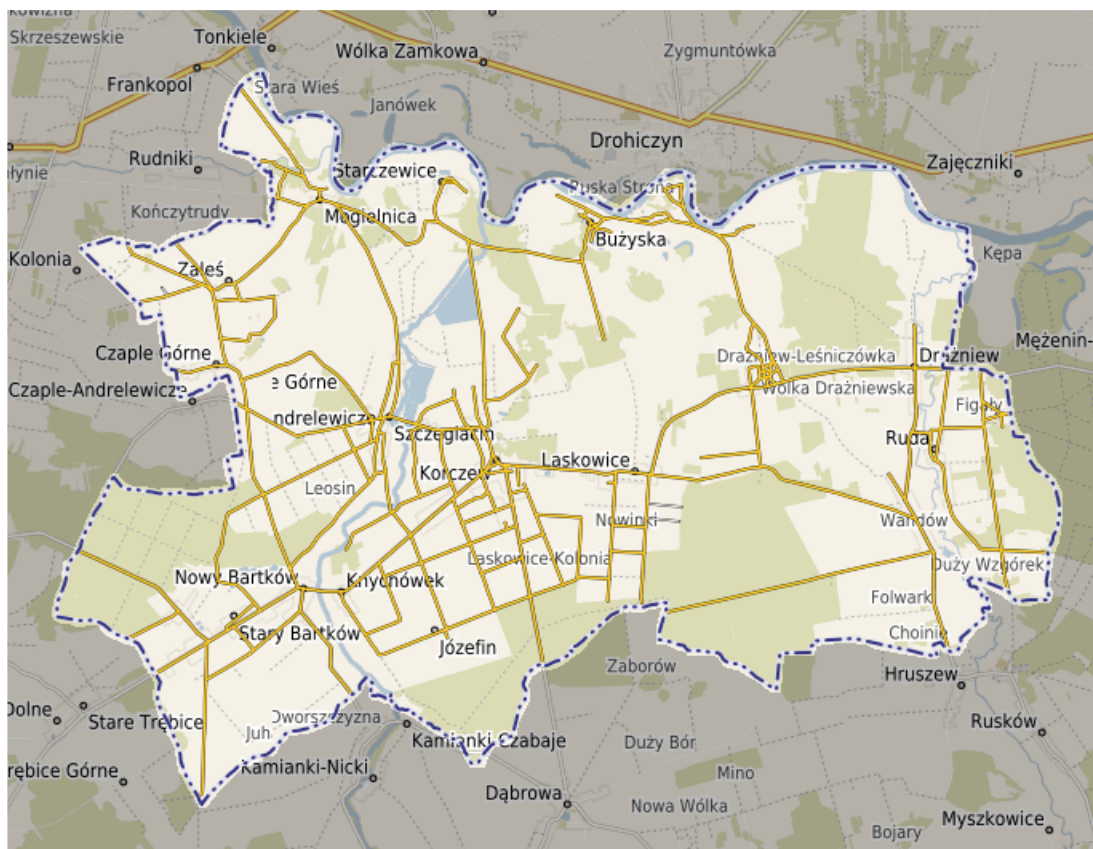 Skrzeszewskie
Tonkiele
Wólka Zamkowa
Zygmuntówka
Frankopol
Stara Wieś
Janówek
Rudniki
Drohiczyn
Zajęczniki
Starczewice
Ruska Strona
Kończytrudy
Mogielnica
Bużyska
Kolonia
Zaleś
Kępa
Czaple Górne
Drażniew-Leśniczówka
Drażniew
Mężenin-
Czaple-Andrelewicze
e Górne
Wólka Drażniewska
Figały
ndrelewicze
Szczeglacin
Ruda
Korczew
Laskowice
Leosin
Nowinki
Wandów
Laskowice-Kolonia
Duży Wzgórek
Nowy Bartków
Knychówek
Folwark
Stary Bartków
Józefin
Choinie
Zaborów
Hruszew
Dolne
Stare Trębice
Juh
Dworszczyzna
Rusków
Kamianki-Czabaje
Duży Bór
rębice Górne
Kamianki-Nicki
Mino
Dąbrowa
Nowa Wólka
Myszkowice
Bojary